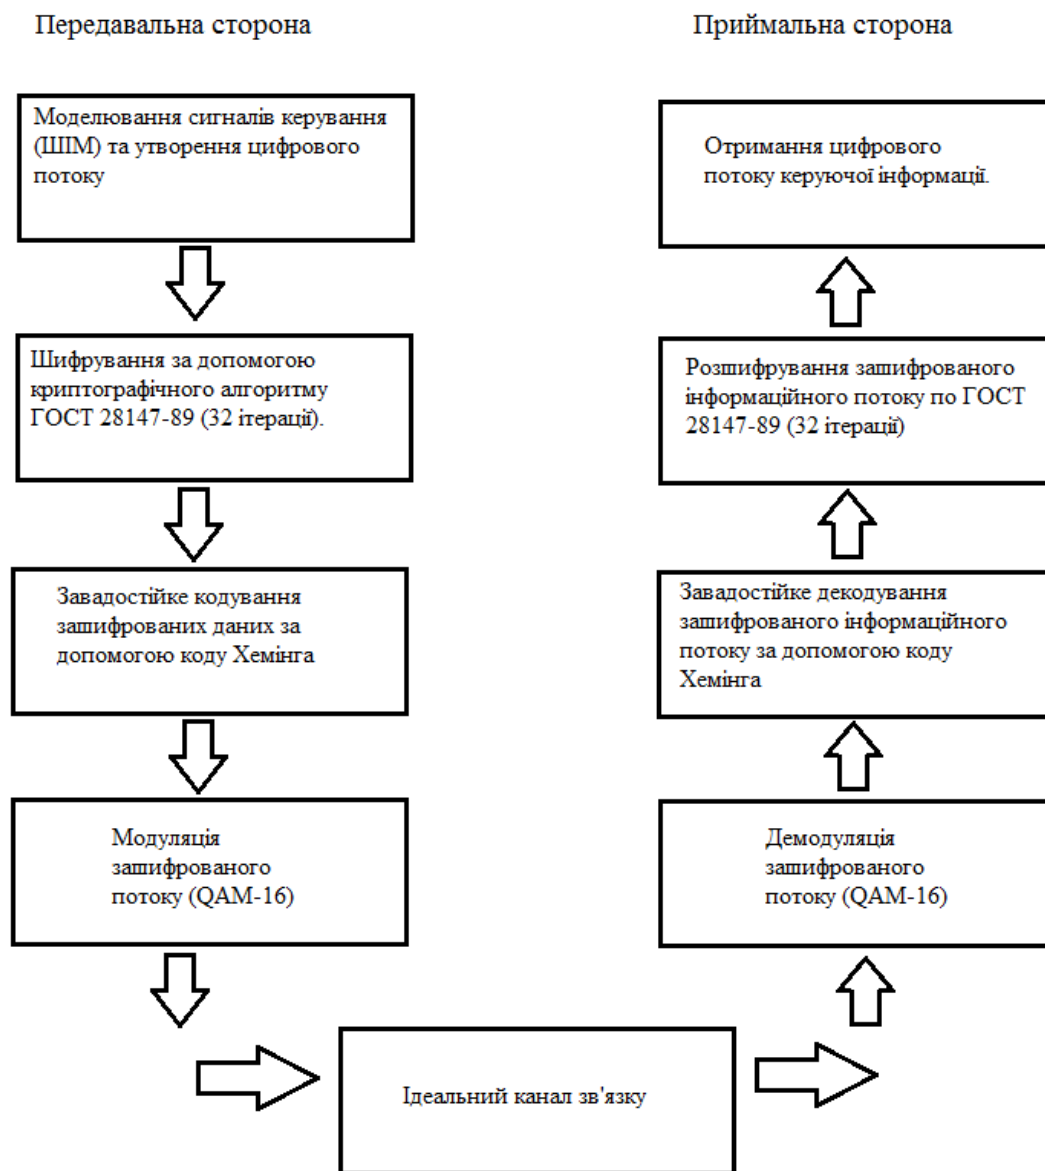 Передавальна сторона
Приймальна сторона
Моделювання сигналів керування
(ШІМ) та утворення цифрового
потоку
Отримання цифрового
потоку керуючої інформації.
Шифрування за допомогою
криптографічного алгоритму
ГОСТ 28147-89 (32 ітерації).
Розшифрування зашифрованого
інформаційного потоку по ГОСТ
28147-89 (32 ітерації)
Завадостійке кодування
зашифрованих даних за
допомогою коду Хемінга
Завадостійке декодування
зашифрованого інформаційного
потоку за допомогою коду
Хемінга
Модуляція
зашифрованого
потоку (QAM-16)
Демодуляція
зашифрованого
потоку (QAM-16)
Ідеальний канал зв'язку